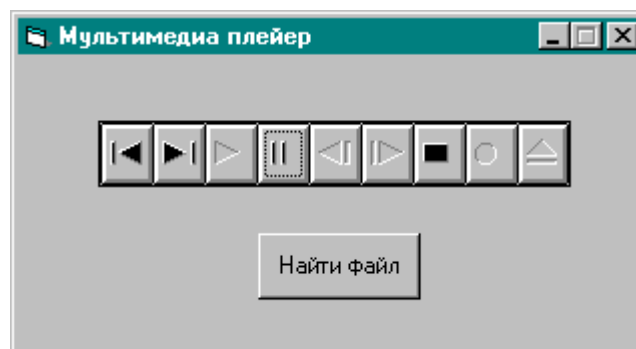 Мультимедиа плейер
Найти файл